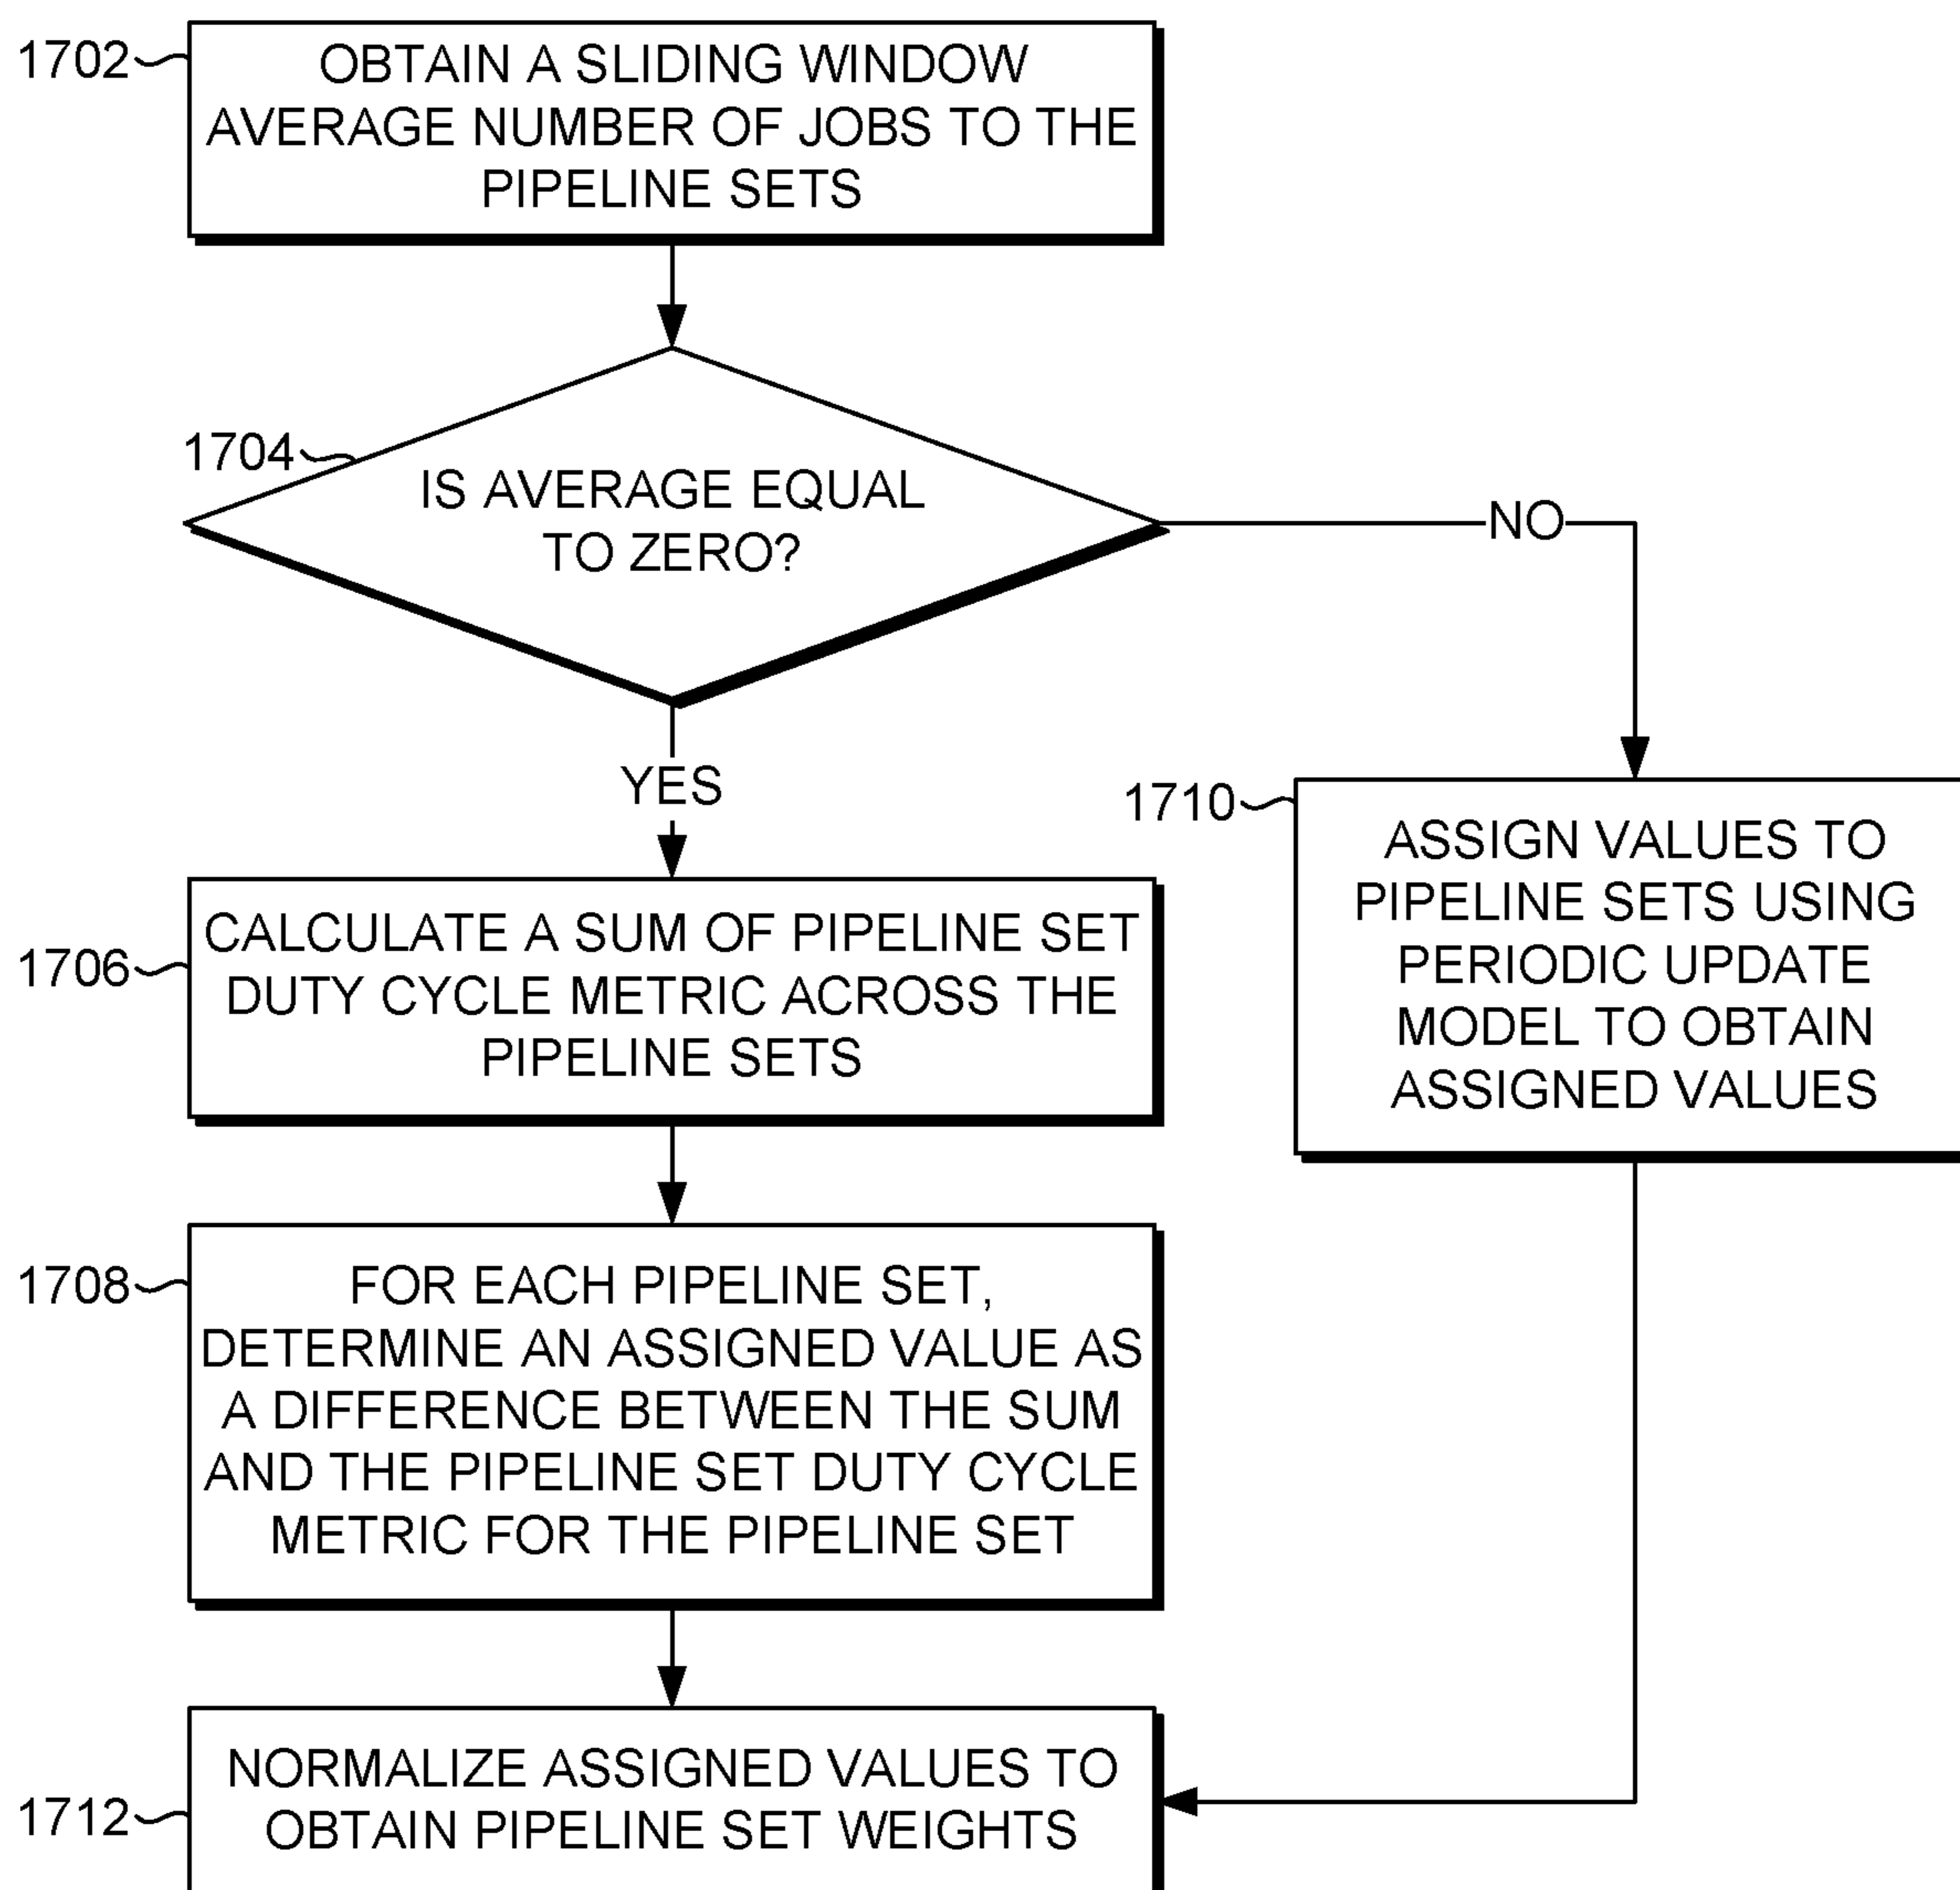 1702
OBTAIN A SLIDING WINDOW
AVERAGE NUMBER OF JOBS TO THE
PIPELINE SETS
1704
IS AVERAGE EQUAL
TO ZERO?
NO
YES
1706
CALCULATE A SUM OF PIPELINE SET
DUTY CYCLE METRIC ACROSS THE
PIPELINE SETS
1710
ASSIGN VALUES TO
PIPELINE SETS USING
PERIODIC UPDATE
MODEL TO OBTAIN
ASSIGNED VALUES
1708
FOR EACH PIPELINE SET,
DETERMINE AN ASSIGNED VALUE AS
A DIFFERENCE BETWEEN THE SUM
AND THE PIPELINE SET DUTY CYCLE
METRIC FOR THE PIPELINE SET
1712
NORMALIZE ASSIGNED VALUES TO
OBTAIN PIPELINE SET WEIGHTS